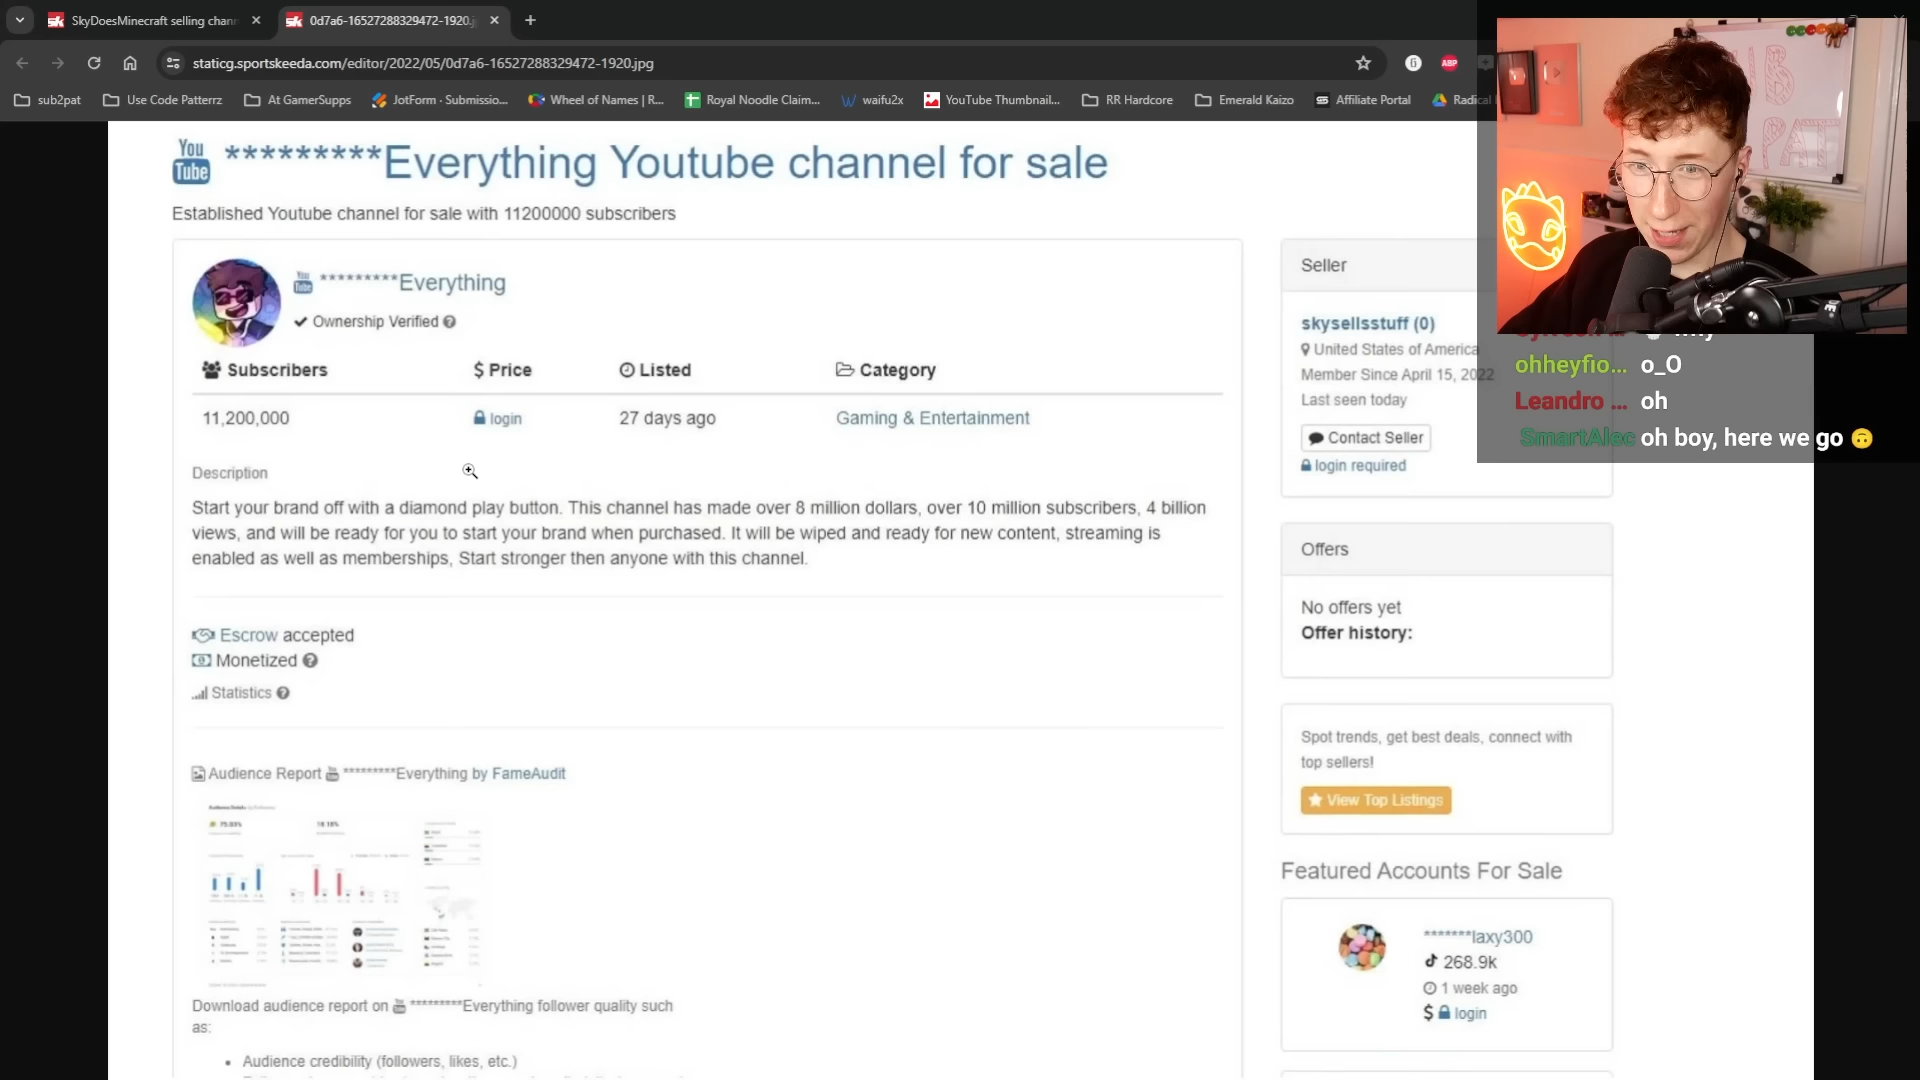 SkyDoesMinecraft selling chan
0d7a6-16527288329472-1920.j
staticg.sportskeeda.com/editor/2022/05/0d7a6-16527288329472-1920.jpg
ABP
sub2pat
Use Code Patterrz
At GamerSupps
JotForm · Submissio...
Wheel of Names | R...
Royal Noodle Claim...
waifu2x
YouTube Thumbnail...
RR Hardcore
Emerald Kaizo
Affiliate Portal
Radical
You Tube *********Everything Youtube channel for sale
Established Youtube channel for sale with 11200000 subscribers
*********Everything
Ownership Verified
Subscribers
$ Price
Listed
Category
11,200,000
login
27 days ago
Gaming & Entertainment
Description
Start your brand off with a diamond play button. This channel has made over 8 million dollars, over 10 million subscribers, 4 billion
views, and will be ready for you to start your brand when purchased. It will be wiped and ready for new content, streaming is
enabled as well as memberships, Start stronger then anyone with this channel.
Escrow accepted
Monetized
Statistics
Audience Report *********Everything by FameAudit
Download audience report on *********Everything follower quality such
as:
• Audience credibility (followers, likes, etc.)
Seller
skysellsstuff (0)
United States of America
Member Since April 15, 2022
Last seen today
Contact Seller
login required
Offers
No offers yet
Offer history:
Spot trends, get best deals, connect with
top sellers!
View Top Listings
Featured Accounts For Sale
*******laxy300
268.9k
1 week ago
$ login
ohheyfio... o_O
Leandro ... oh
SmartAlec oh boy, here we go 🙃